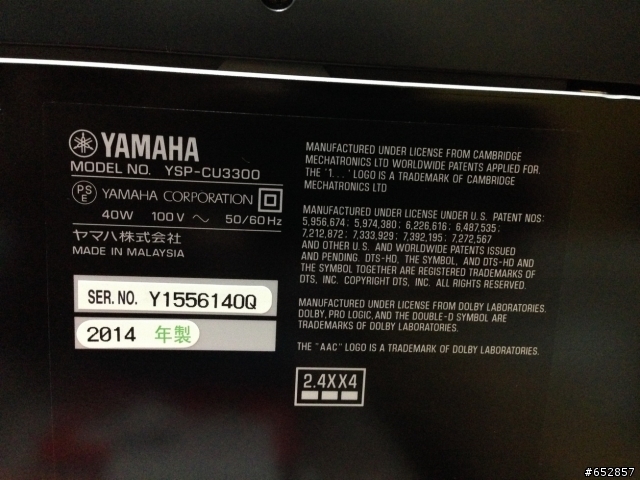 YAMAHA
MODEL NO. YSP-CU3300
PSE YAMAHA CORPORATION
40W 100V ～ 50/60Hz
ヤマハ株式会社
MADE IN MALAYSIA
SER. NO. Y1556140Q
2014 年製
MANUFACTURED UNDER LICENSE FROM CAMBRIDGE
MECHATRONICS LTD WORLDWIDE PATENTS APPLIED FOR.
THE '1...' LOGO IS A TRADEMARK OF CAMBRIDGE
MECHATRONICS LTD
MANUFACTURED UNDER LICENSE UNDER U.S. PATENT NOS:
5,956,674; 5,974,380; 6,226,616; 6,487,535;
7,212,872; 7,333,929; 7,392,195; 7,272,567
AND OTHER U.S. AND WORLDWIDE PATENTS ISSUED
AND PENDING. DTS-HD, THE SYMBOL, AND DTS-HD AND
THE SYMBOL TOGETHER ARE REGISTERED TRADEMARKS OF
DTS, INC. COPYRIGHT DTS, INC. ALL RIGHTS RESERVED.
MANUFACTURED UNDER LICENSE FROM DOLBY LABORATORIES.
DOLBY, PRO LOGIC, AND THE DOUBLE-D SYMBOL ARE
TRADEMARKS OF DOLBY LABORATORIES.
THE "AAC" LOGO IS A TRADEMARK OF DOLBY LABORATORIES.
2.4XX4
#652857